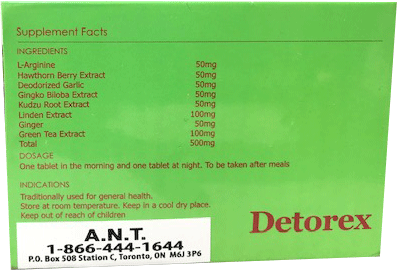 Supplement Facts
INGREDIENTS
L-Arginine 50mg
Hawthorn Berry Extract 50mg
Deodorized Garlic 50mg
Gingko Biloba Extract 50mg
Kudzu Root Extract 50mg
Linden Extract 100mg
Ginger 50mg
Green Tea Extract 100mg
Total 500mg
DOSAGE
One tablet in the morning and one tablet at night. To be taken after meals
INDICATIONS
Traditionally used for general health.
Store at room temperature. Keep in a cool dry place.
Keep out of reach of children
Detorex
A.N.T.
1-866-444-1644
P.O. Box 508 Station C, Toronto, ON M6J 3P6